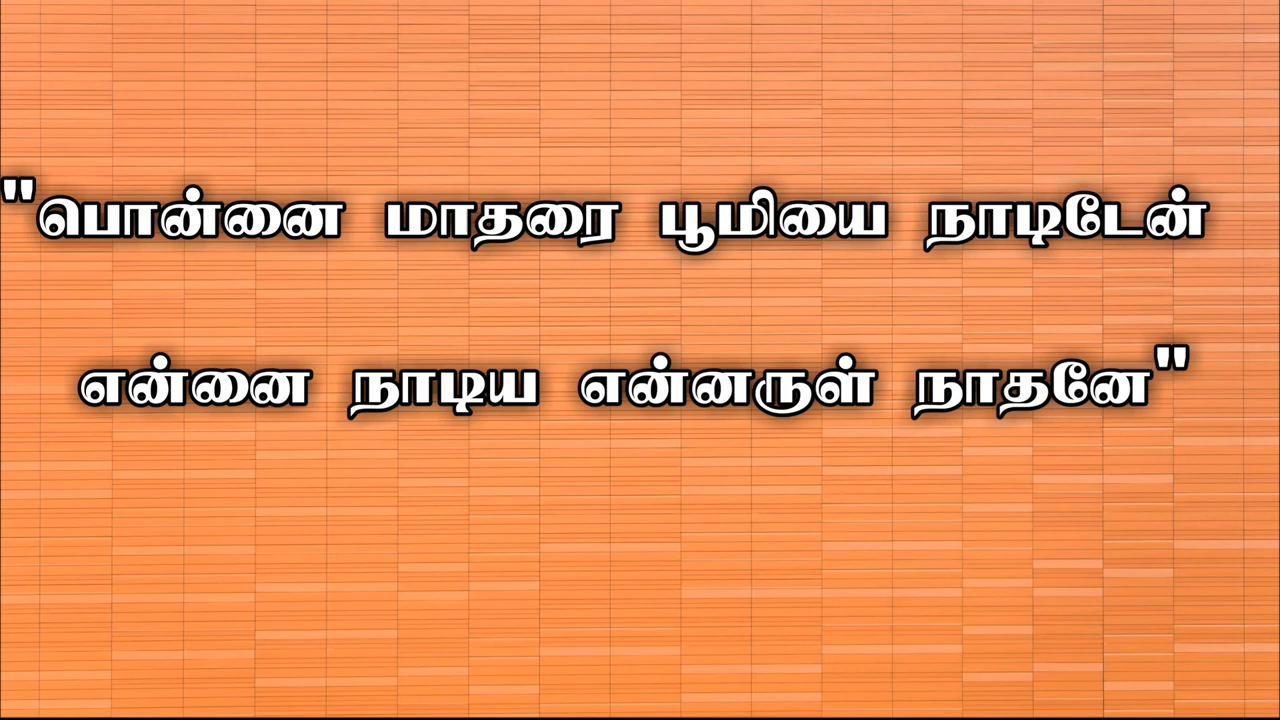 "பொன்னை மாதரை பூமியை நாடிடேன்
என்னை நாடிய என்னருள் நாதனே"